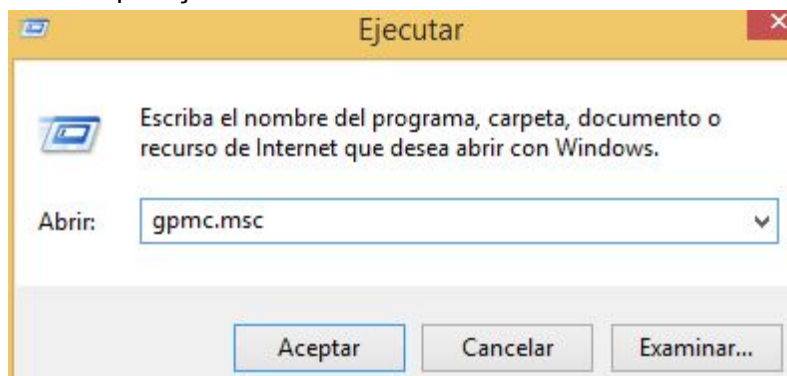 Ejecutar
Escriba el nombre del programa, carpeta, documento o
recurso de Internet que desea abrir con Windows.
Abrir:
gpmc.msc
Aceptar
Cancelar
Examinar...